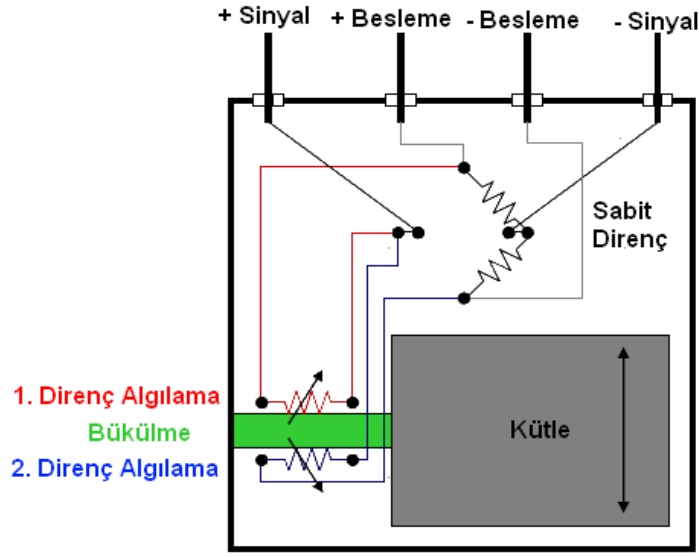 + Sinyal
+ Besleme
- Besleme
- Sinyal
Sabit
Direnç
1. Direnç Algılama
Bükülme
2. Direnç Algılama
Kütle